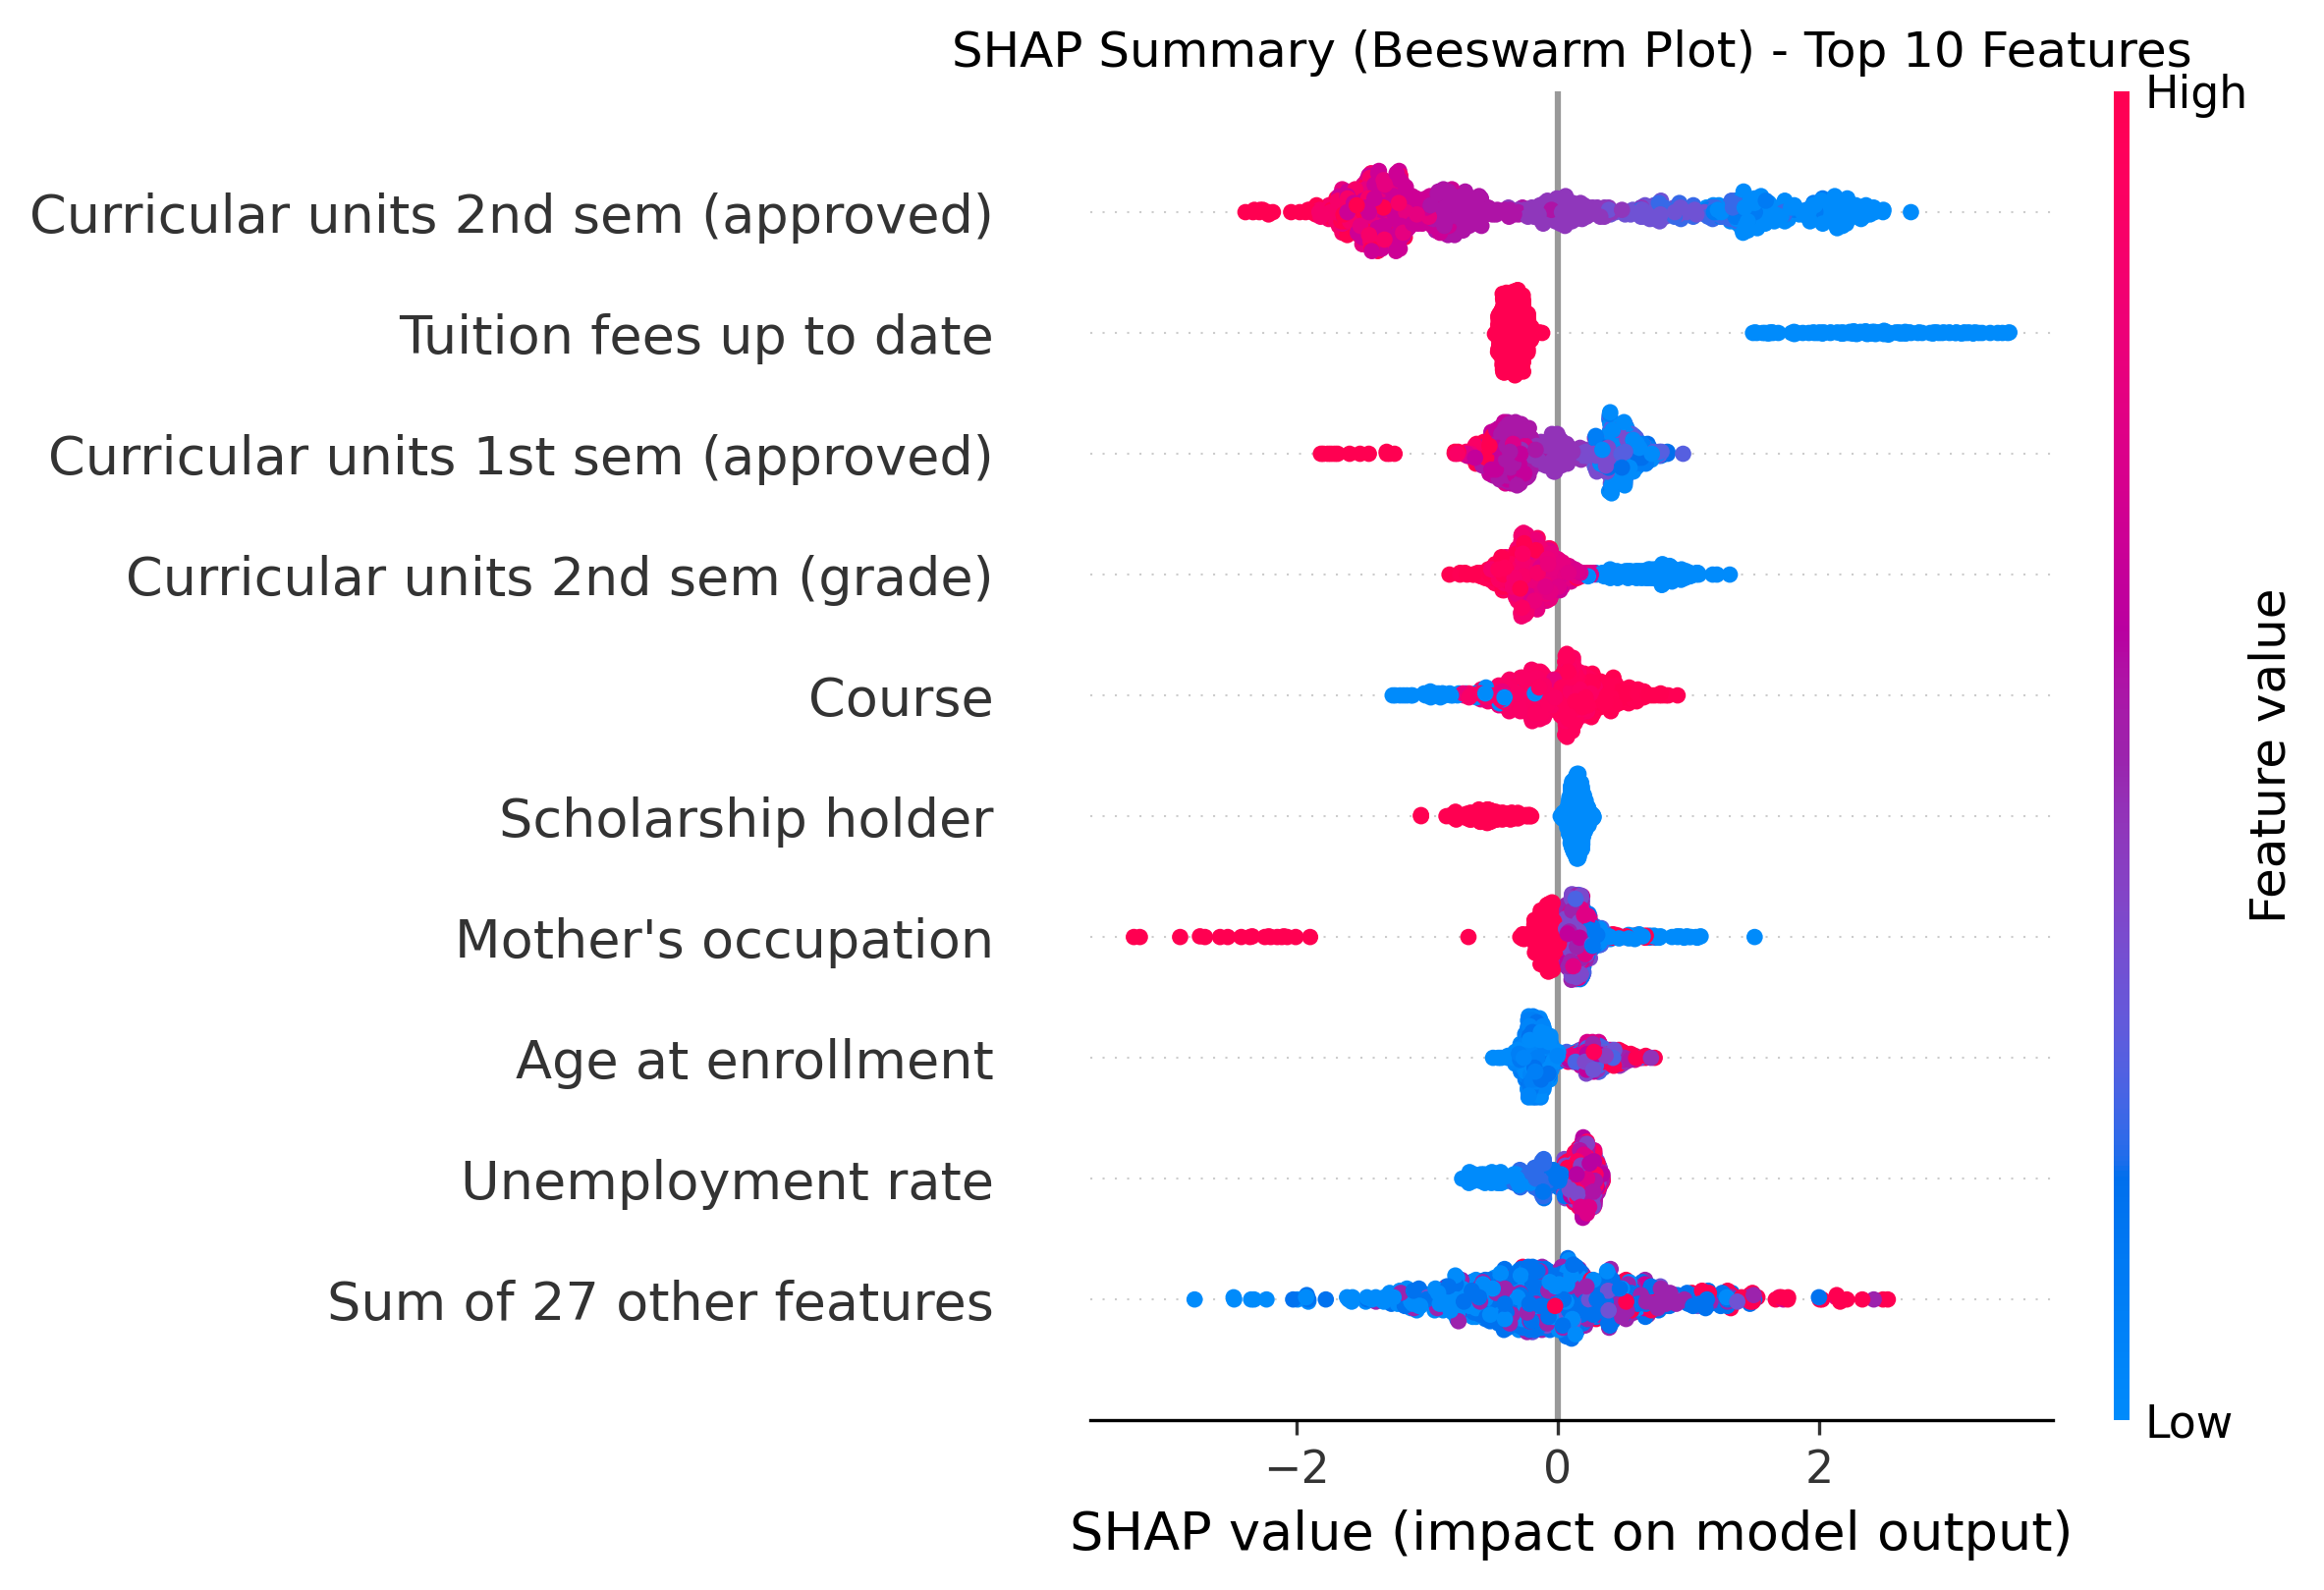 SHAP Summary (Beeswarm Plot) - Top 10 Features
High
Curricular units 2nd sem (approved)
Tuition fees up to date
Curricular units 1st sem (approved)
Curricular units 2nd sem (grade)
Course
Scholarship holder
Mother's occupation
Age at enrollment
Unemployment rate
Sum of 27 other features
Feature value
Low
−2 0 2
SHAP value (impact on model output)